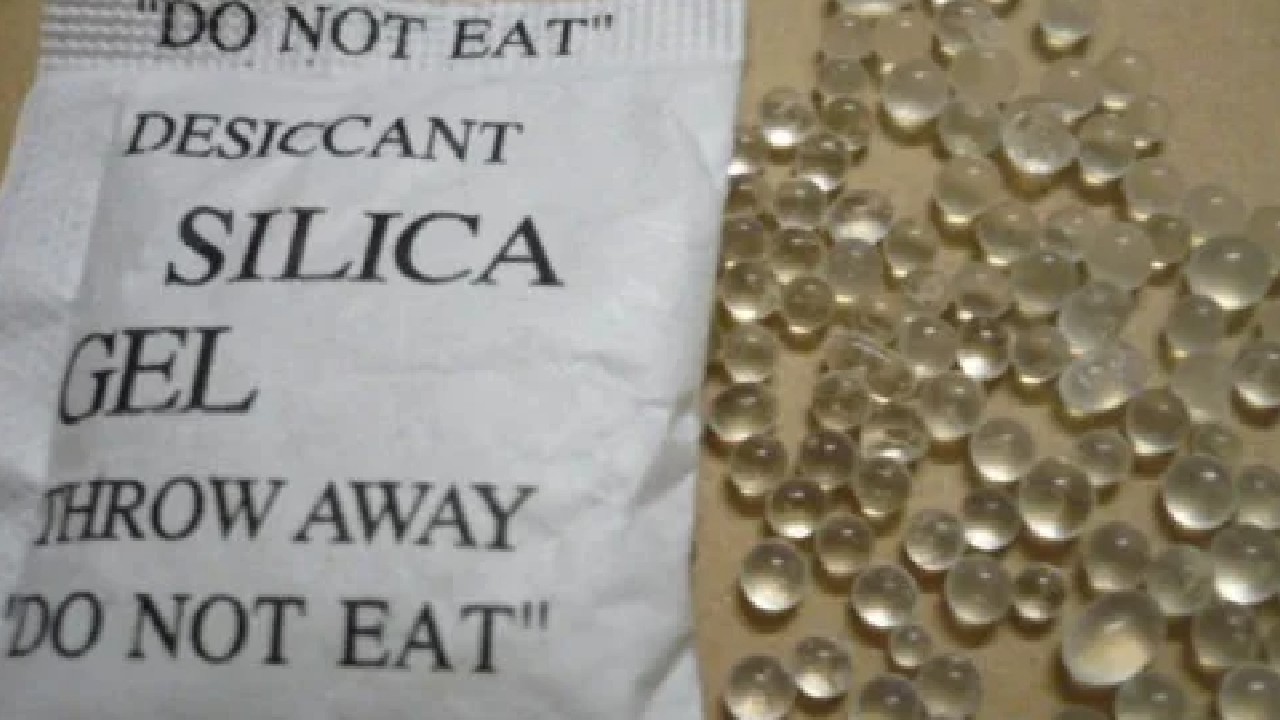 "DO NOT EAT"
DESICCANT
SILICA
GEL
THROW AWAY
"DO NOT EAT"